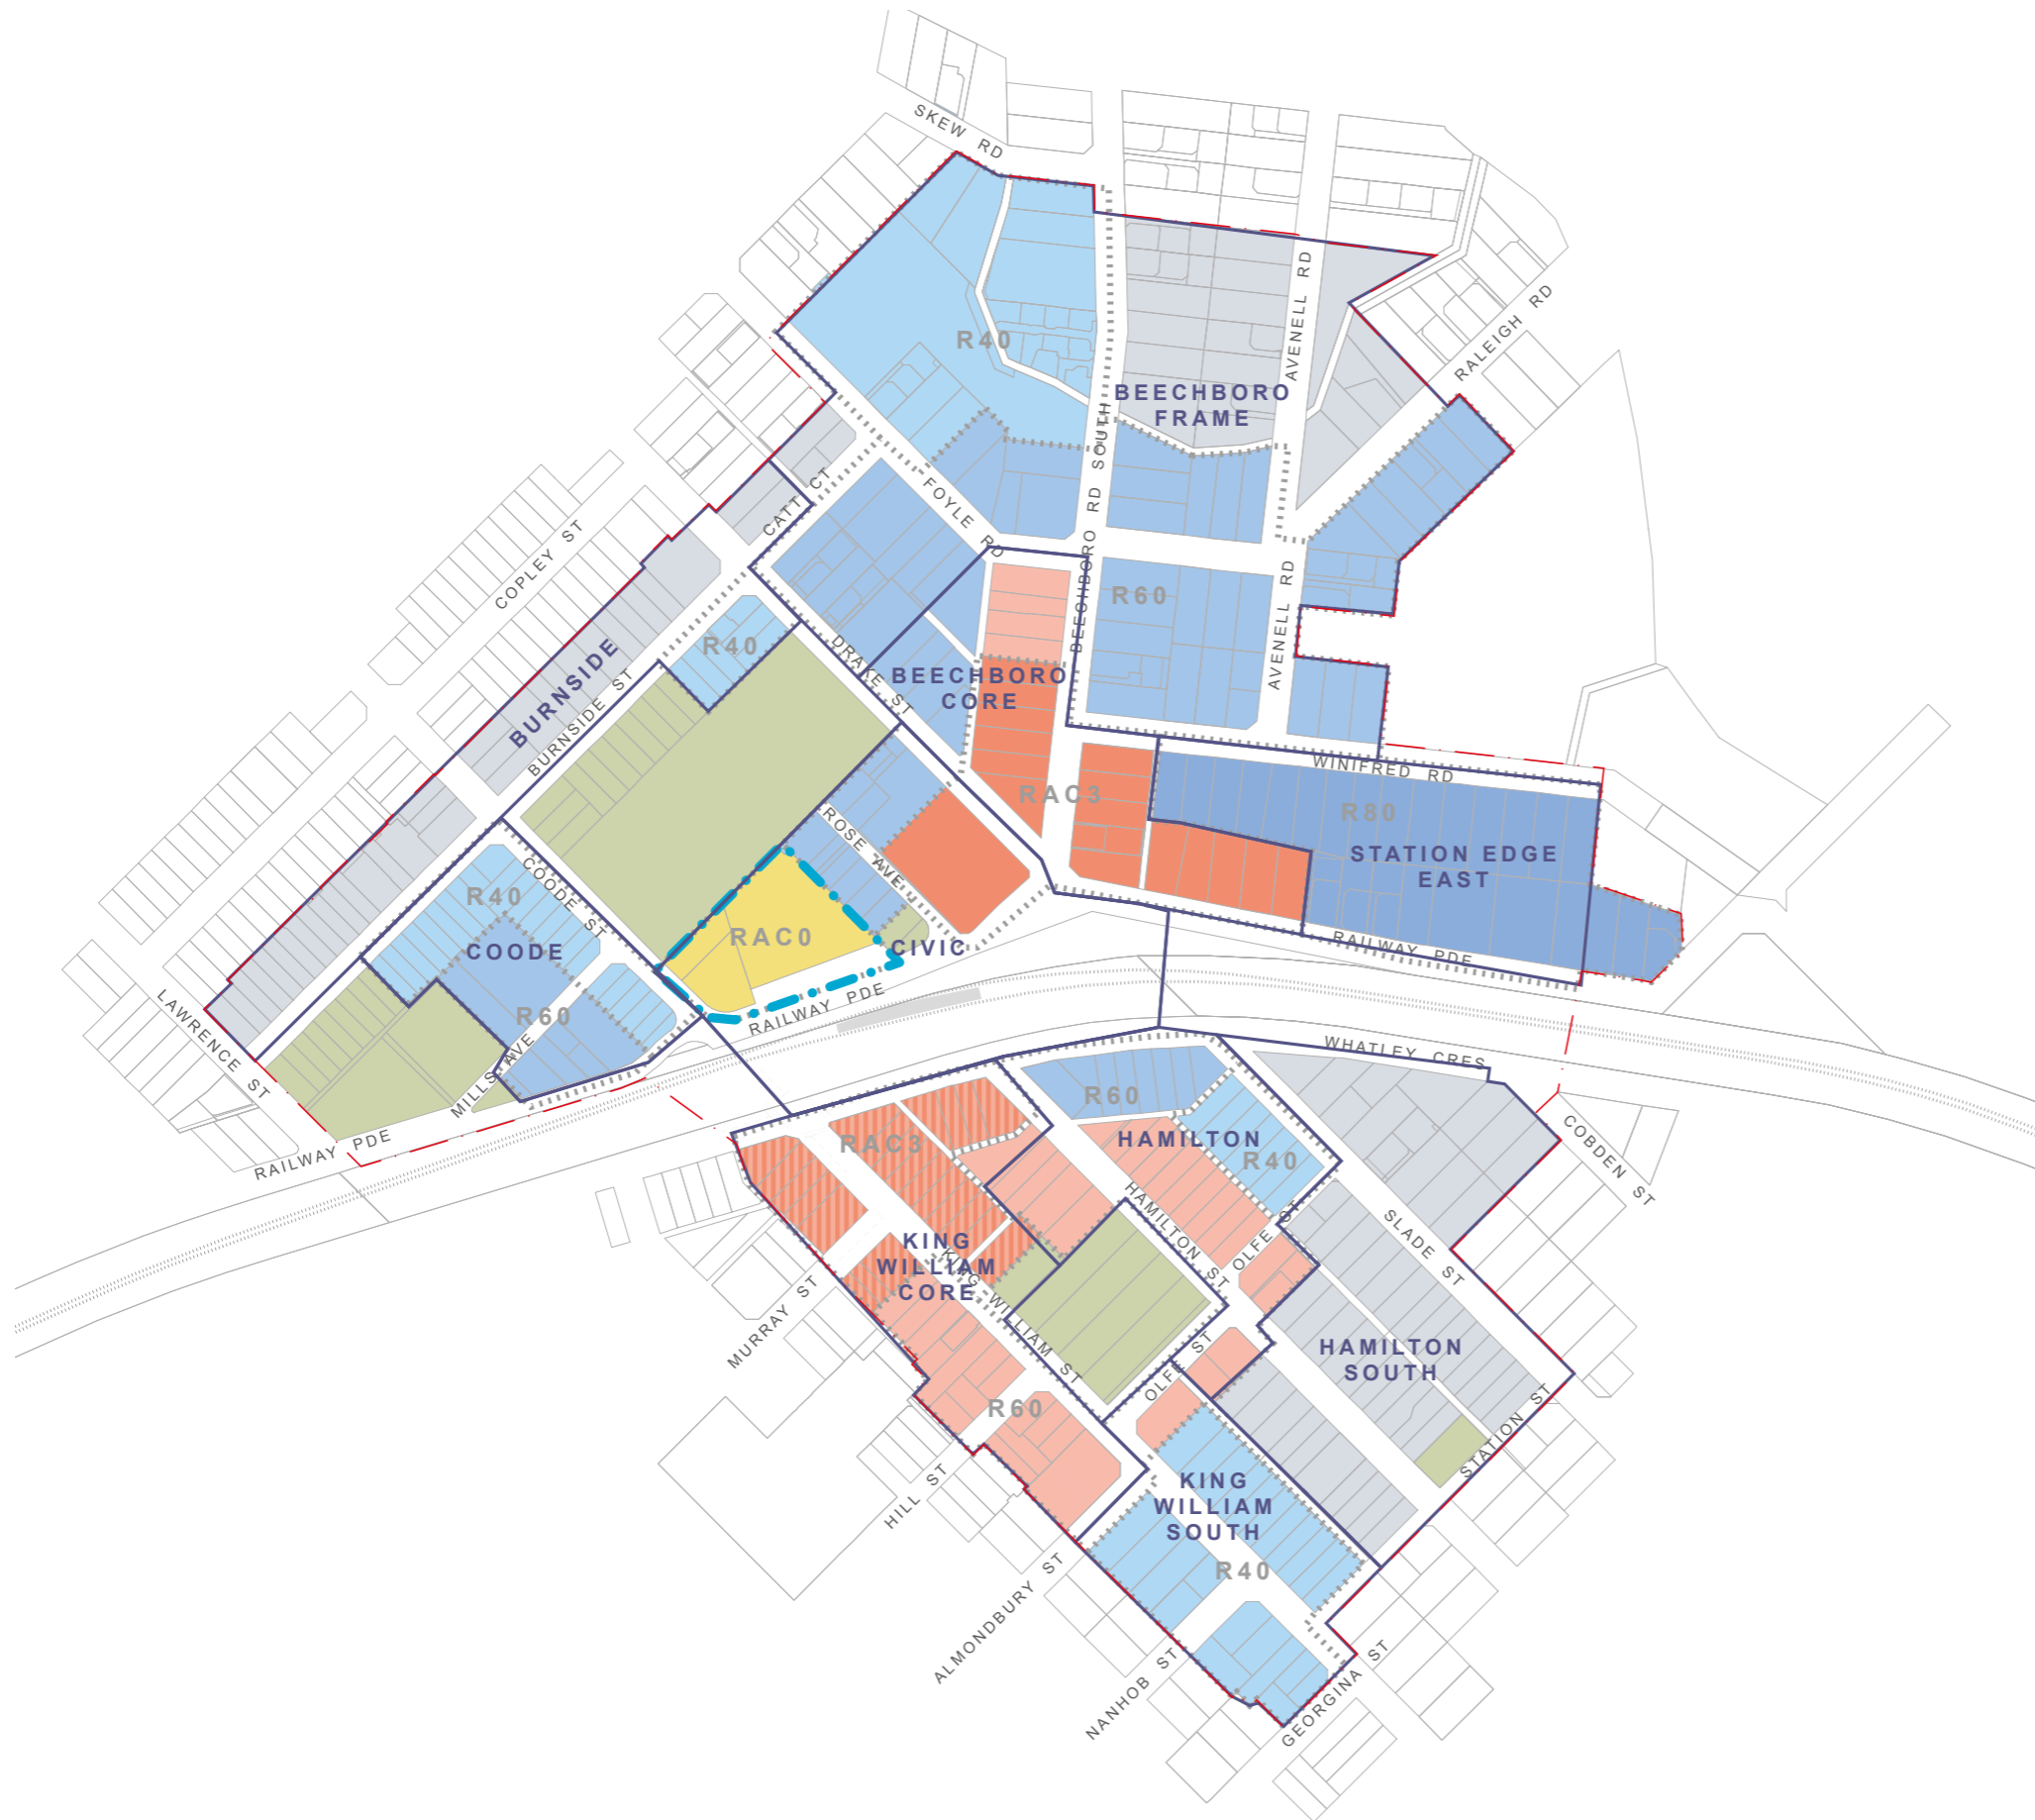 SKEW RD
AVENELL RD
RALEIGH RD
R40
BEECHBORO
FRAME
BEECHBORO RD SOUTH
FOYLE RD
CATT CT
COPLEY ST
BEECHBORO RD SOUTH
R60
AVENELL RD
DRAKE ST
R40
BURNSIDE
BURNSIDE ST
BEECHBORO
CORE
WINIFRED RD
RAC3
R80
STATION EDGE
EAST
ROSE AVE
COODE ST
R40
COODE
RAC0
CIVIC
RAILWAY PDE
RAILWAY PDE
R60
MILLS AVE
LAWRENCE ST
RAILWAY PDE
WHATLEY CRES
COBDEN ST
R60
RAC3
HAMILTON
R40
HAMILTON ST
OLFE ST
SLADE ST
KING
WILLIAM
CORE
KING WILLIAM ST
MURRAY ST
HAMILTON
SOUTH
OLFE ST
R60
STATION ST
HILL ST
KING
WILLIAM
SOUTH
R40
ALMONDBURY ST
NANHOB ST
GEORGINA ST